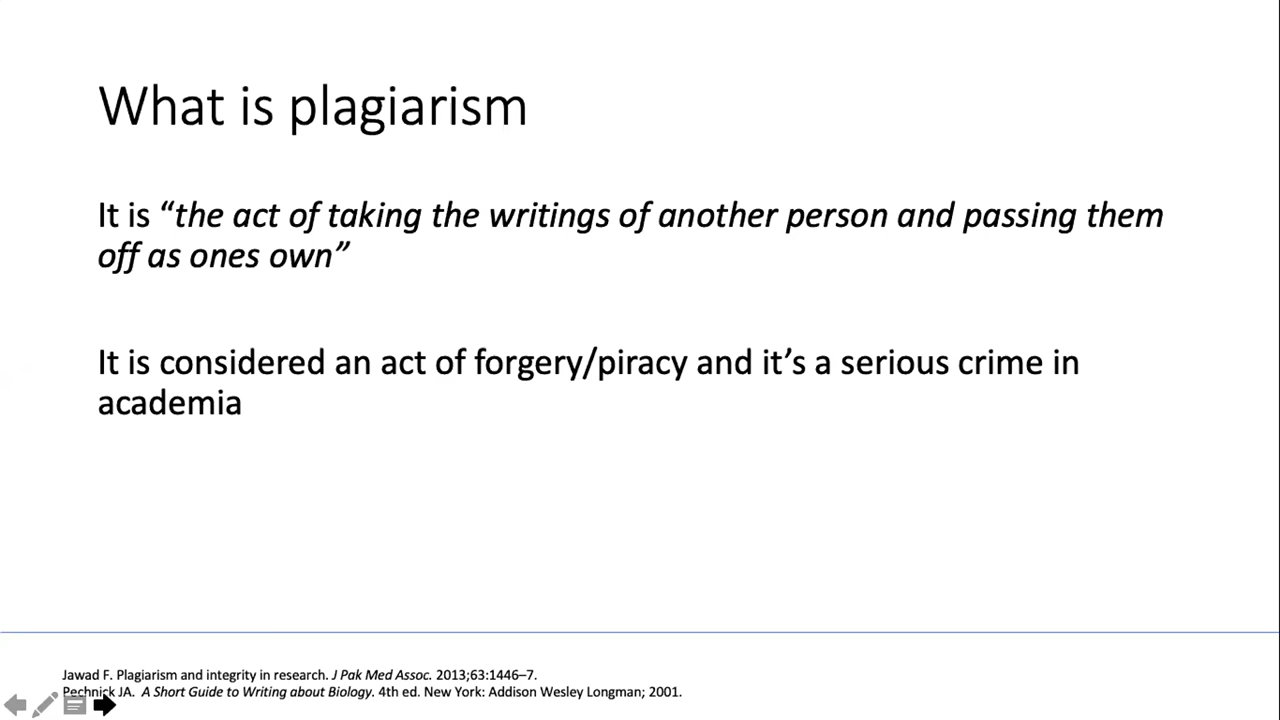 What is plagiarism
It is “the act of taking the writings of another person and passing them
off as ones own”
It is considered an act of forgery/piracy and it’s a serious crime in
academia
Jawad F. Plagiarism and integrity in research. J Pak Med Assoc. 2013;63:1446–7.
Pechnick JA. A Short Guide to Writing about Biology. 4th ed. New York: Addison Wesley Longman; 2001.